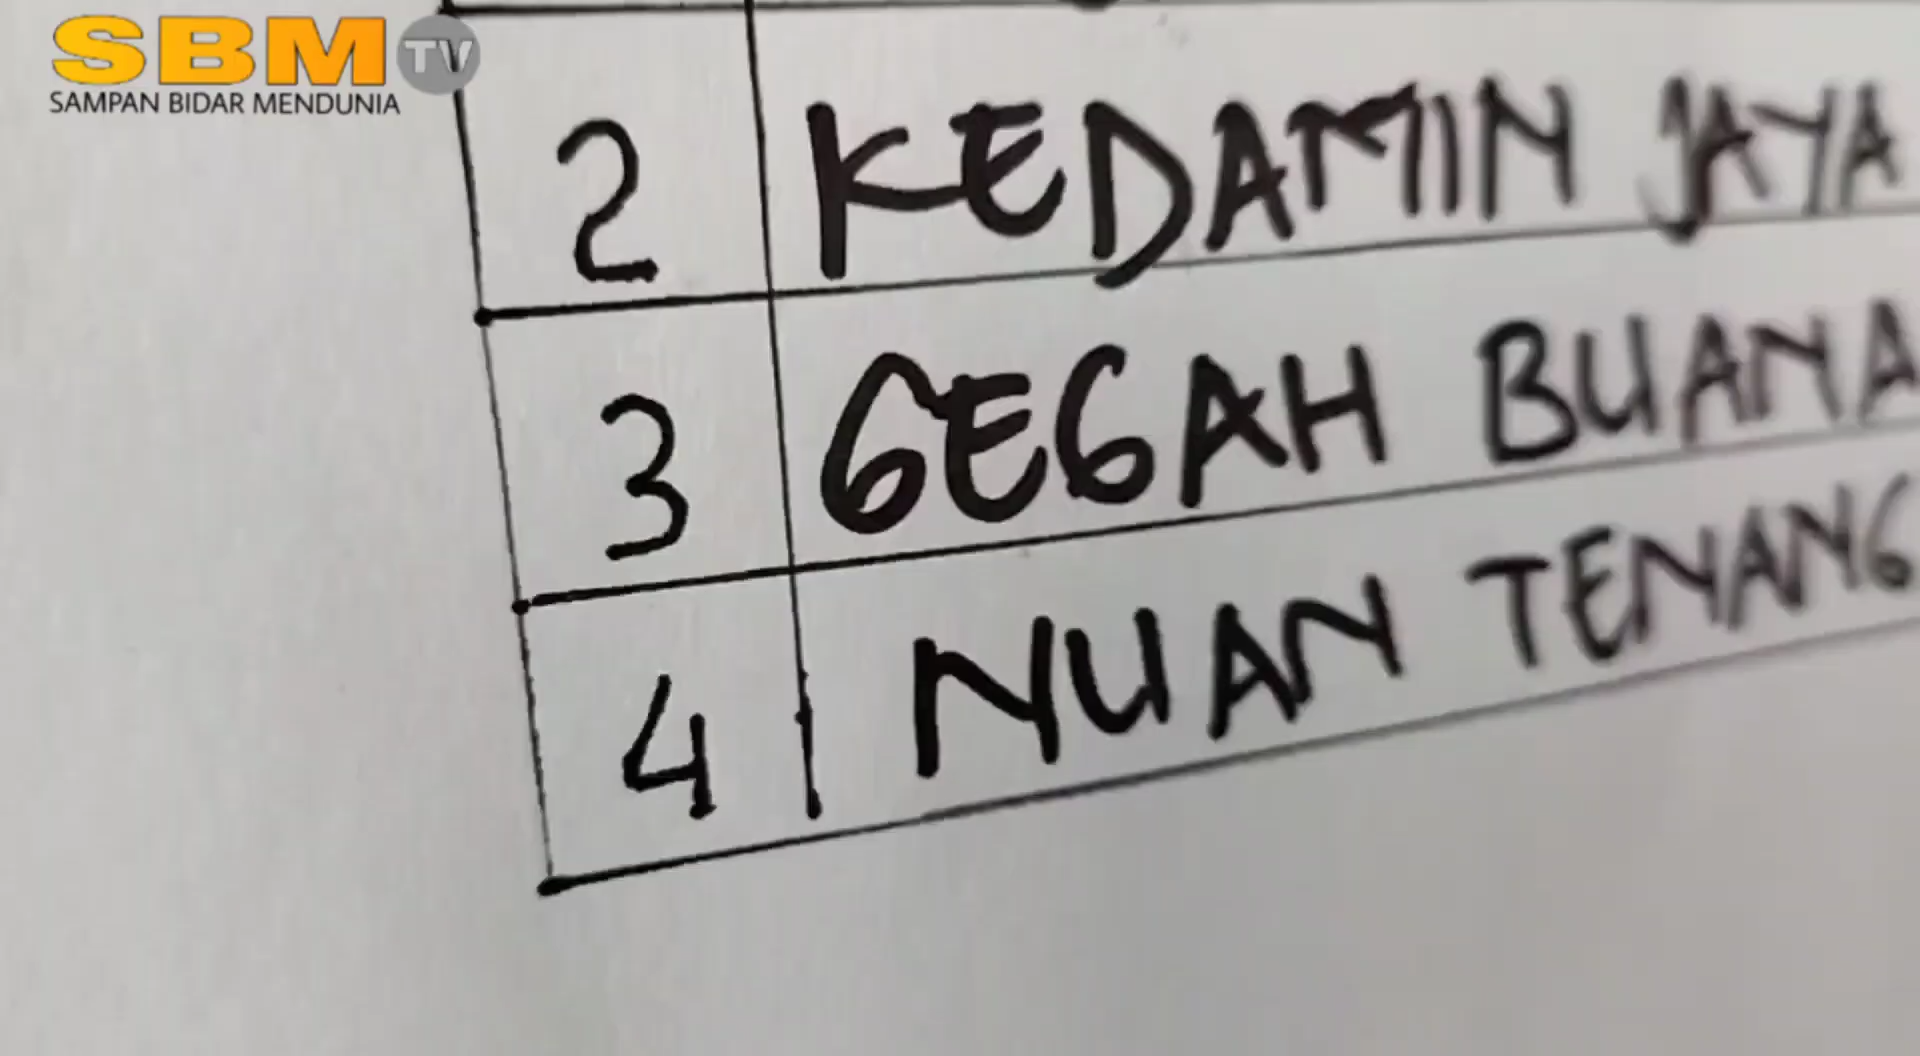 SBM TV
SAMPAN BIDAR MENDUNIA
2 KEDAMIN JAYA
3 GEGAH BUANA
4 NUAN TENANG